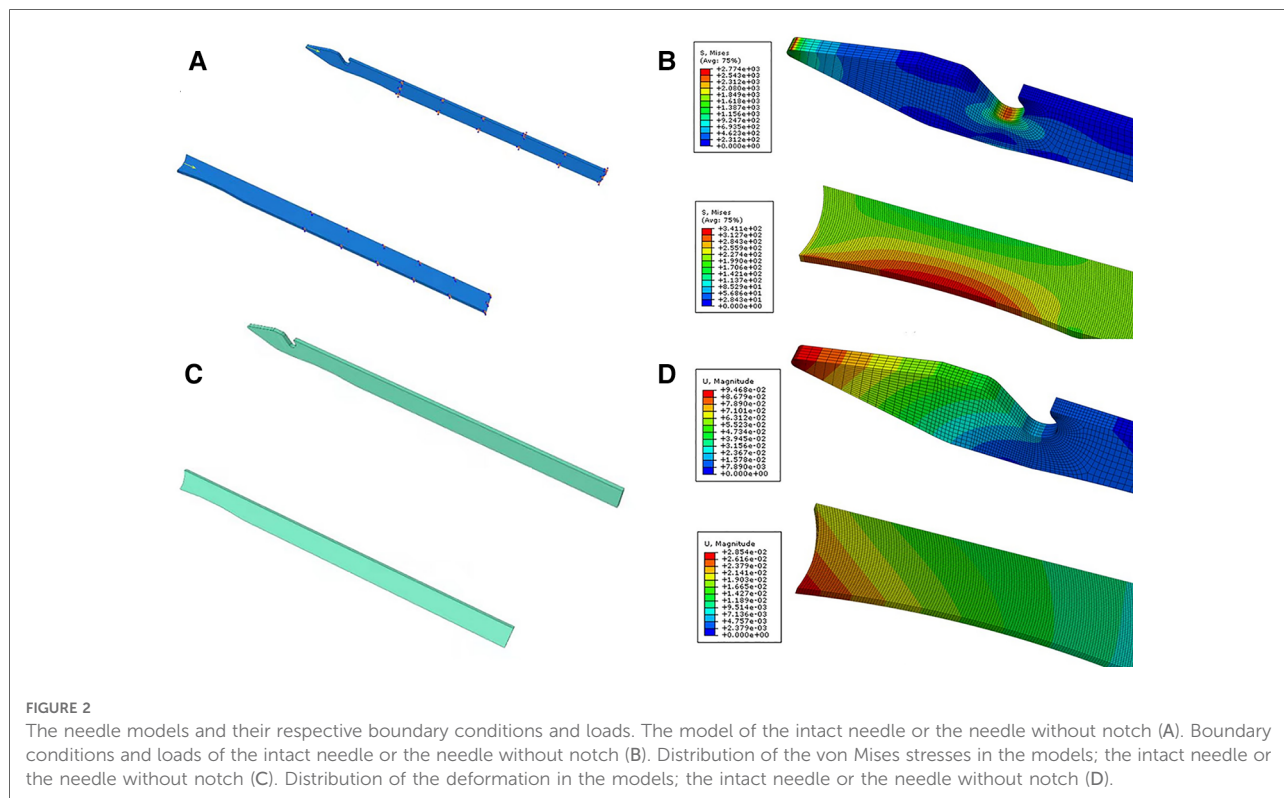 A
B
S, Mises
(Avg: 75%)
+2.774e+03
+2.543e+03
+2.312e+03
+2.080e+03
+1.849e+03
+1.618e+03
+1.387e+03
+1.156e+03
+9.247e+02
+6.935e+02
+4.623e+02
+2.312e+02
+0.000e+00
S, Mises
(Avg: 75%)
+3.411e+02
+3.127e+02
+2.843e+02
+2.559e+02
+2.274e+02
+1.990e+02
+1.706e+02
+1.421e+02
+1.137e+02
+8.529e+01
+5.686e+01
+2.843e+01
+0.000e+00
C
D
U, Magnitude
+9.468e-02
+8.679e-02
+7.890e-02
+7.101e-02
+6.312e-02
+5.523e-02
+4.734e-02
+3.945e-02
+3.156e-02
+2.367e-02
+1.578e-02
+7.890e-03
+0.000e+00
U, Magnitude
+2.854e-02
+2.616e-02
+2.379e-02
+2.141e-02
+1.903e-02
+1.665e-02
+1.427e-02
+1.189e-02
+9.514e-03
+7.136e-03
+4.757e-03
+2.379e-03
+0.000e+00
FIGURE 2
The needle models and their respective boundary conditions and loads. The model of the intact needle or the needle without notch (A). Boundary
conditions and loads of the intact needle or the needle without notch (B). Distribution of the von Mises stresses in the models; the intact needle or
the needle without notch (C). Distribution of the deformation in the models; the intact needle or the needle without notch (D).